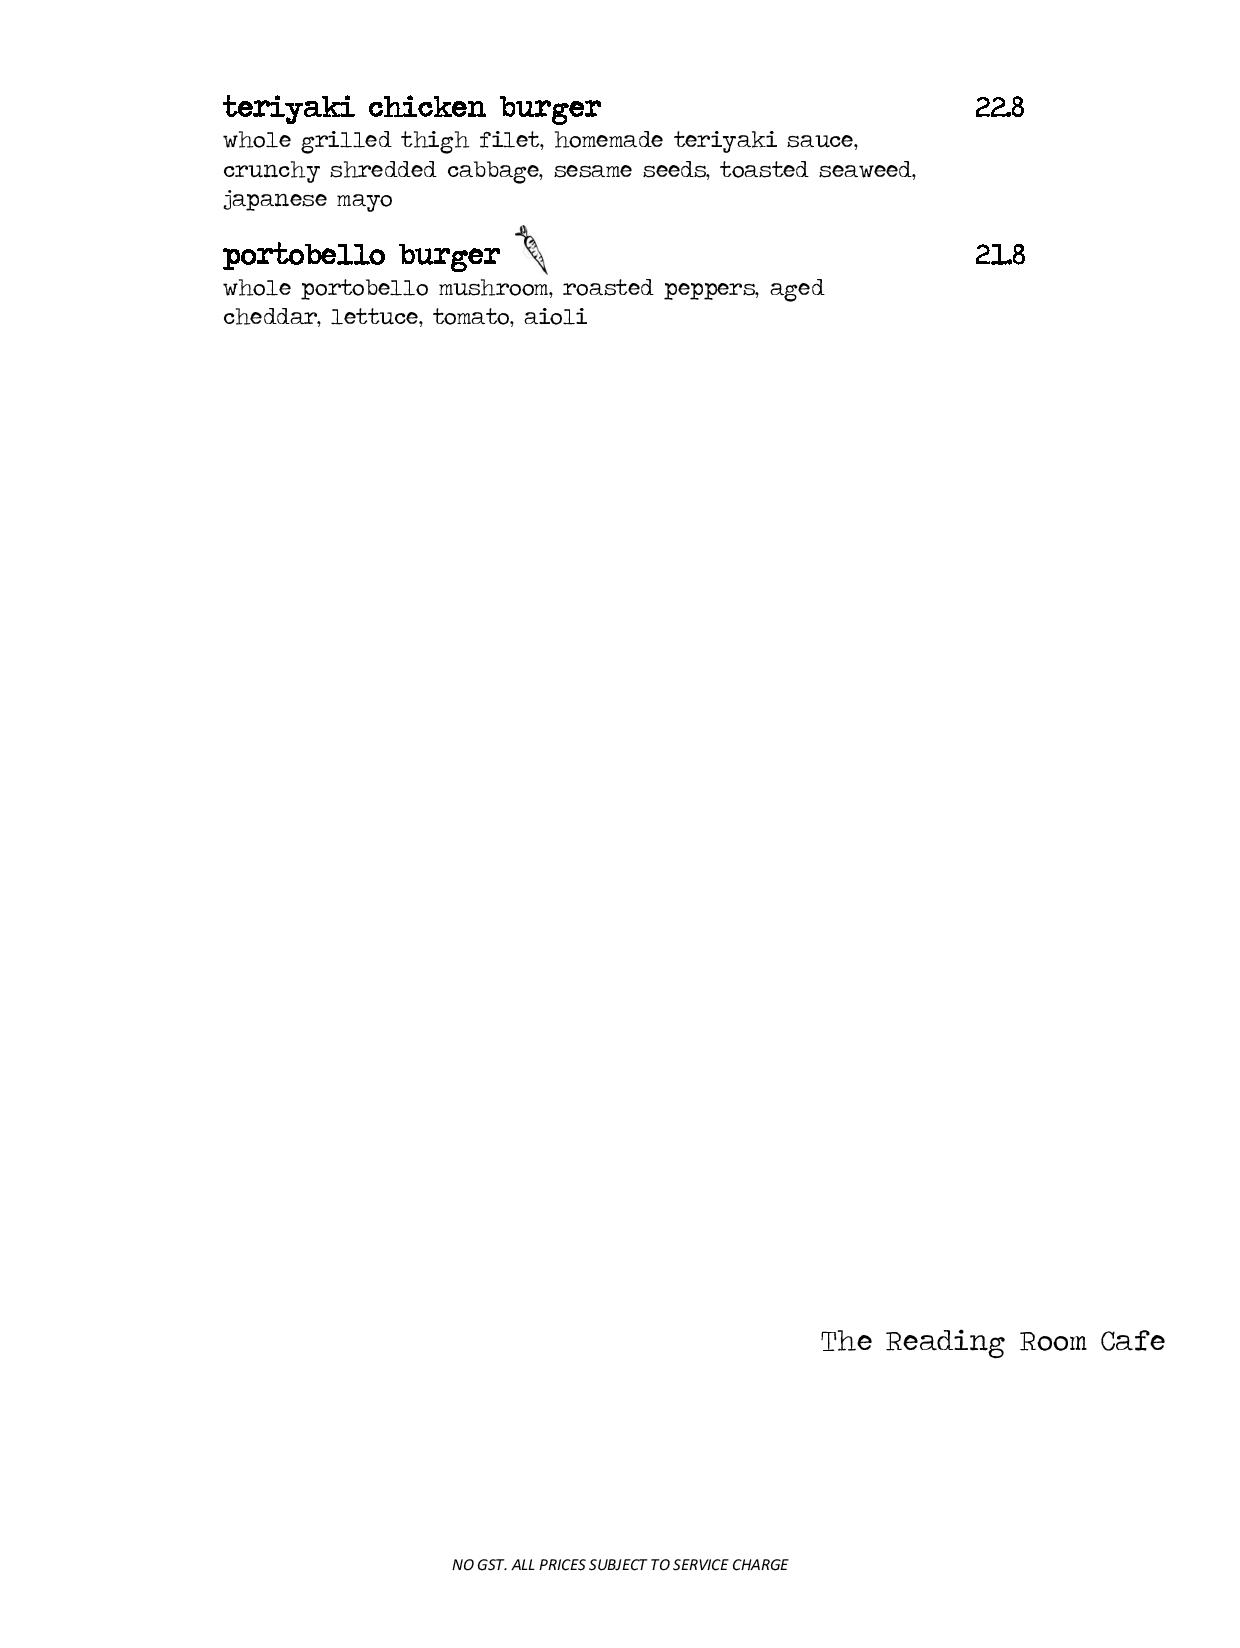 teriyaki chicken burger 22.8
whole grilled thigh filet, homemade teriyaki sauce,
crunchy shredded cabbage, sesame seeds, toasted seaweed,
japanese mayo
portobello burger 21.8
whole portobello mushroom, roasted peppers, aged
cheddar, lettuce, tomato, aioli
The Reading Room Cafe
NO GST. ALL PRICES SUBJECT TO SERVICE CHARGE